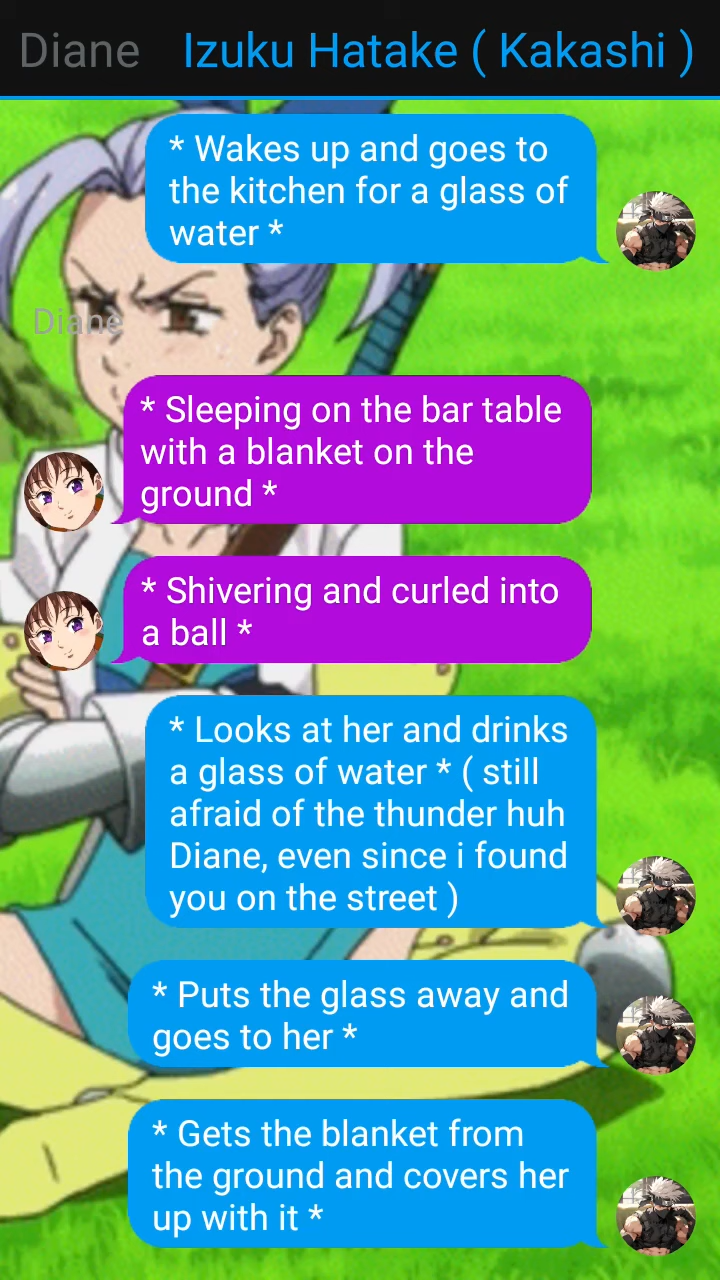 Diane Izuku Hatake ( Kakashi )
* Wakes up and goes to
the kitchen for a glass of
water *
Diane
* Sleeping on the bar table
with a blanket on the
ground *
* Shivering and curled into
a ball *
* Looks at her and drinks
a glass of water * ( still
afraid of the thunder huh
Diane, even since i found
you on the street )
* Puts the glass away and
goes to her *
* Gets the blanket from
the ground and covers her
up with it *